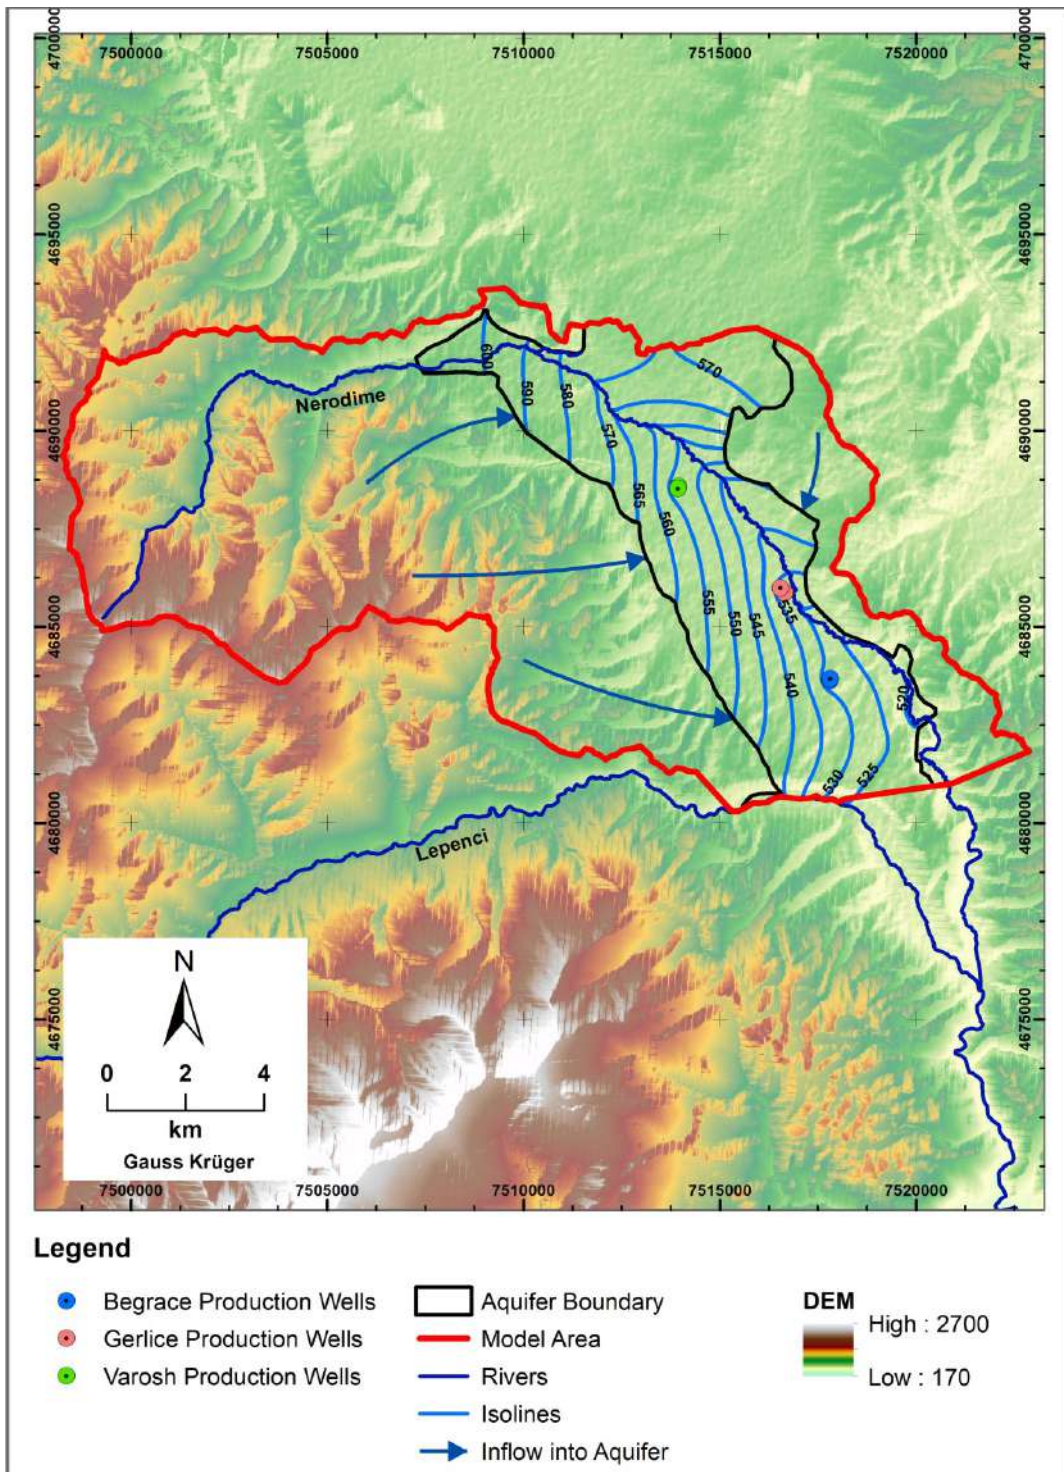 7500000 7505000 7510000 7515000 7520000
4700000 4700000
4695000 4695000
4690000 4690000
4685000 4685000
4680000 4680000
4675000 4675000
600
590
580
570
570
565
560
555
550
545
540
535
530
525
520
Nerodime
Lepenci
N
0 2 4
km
Gauss Krüger
7500000 7505000 7510000 7515000 7520000
Legend
Begrace Production Wells
Gerlice Production Wells
Varosh Production Wells
Aquifer Boundary
Model Area
Rivers
Isolines
Inflow into Aquifer
DEM
High : 2700
Low : 170